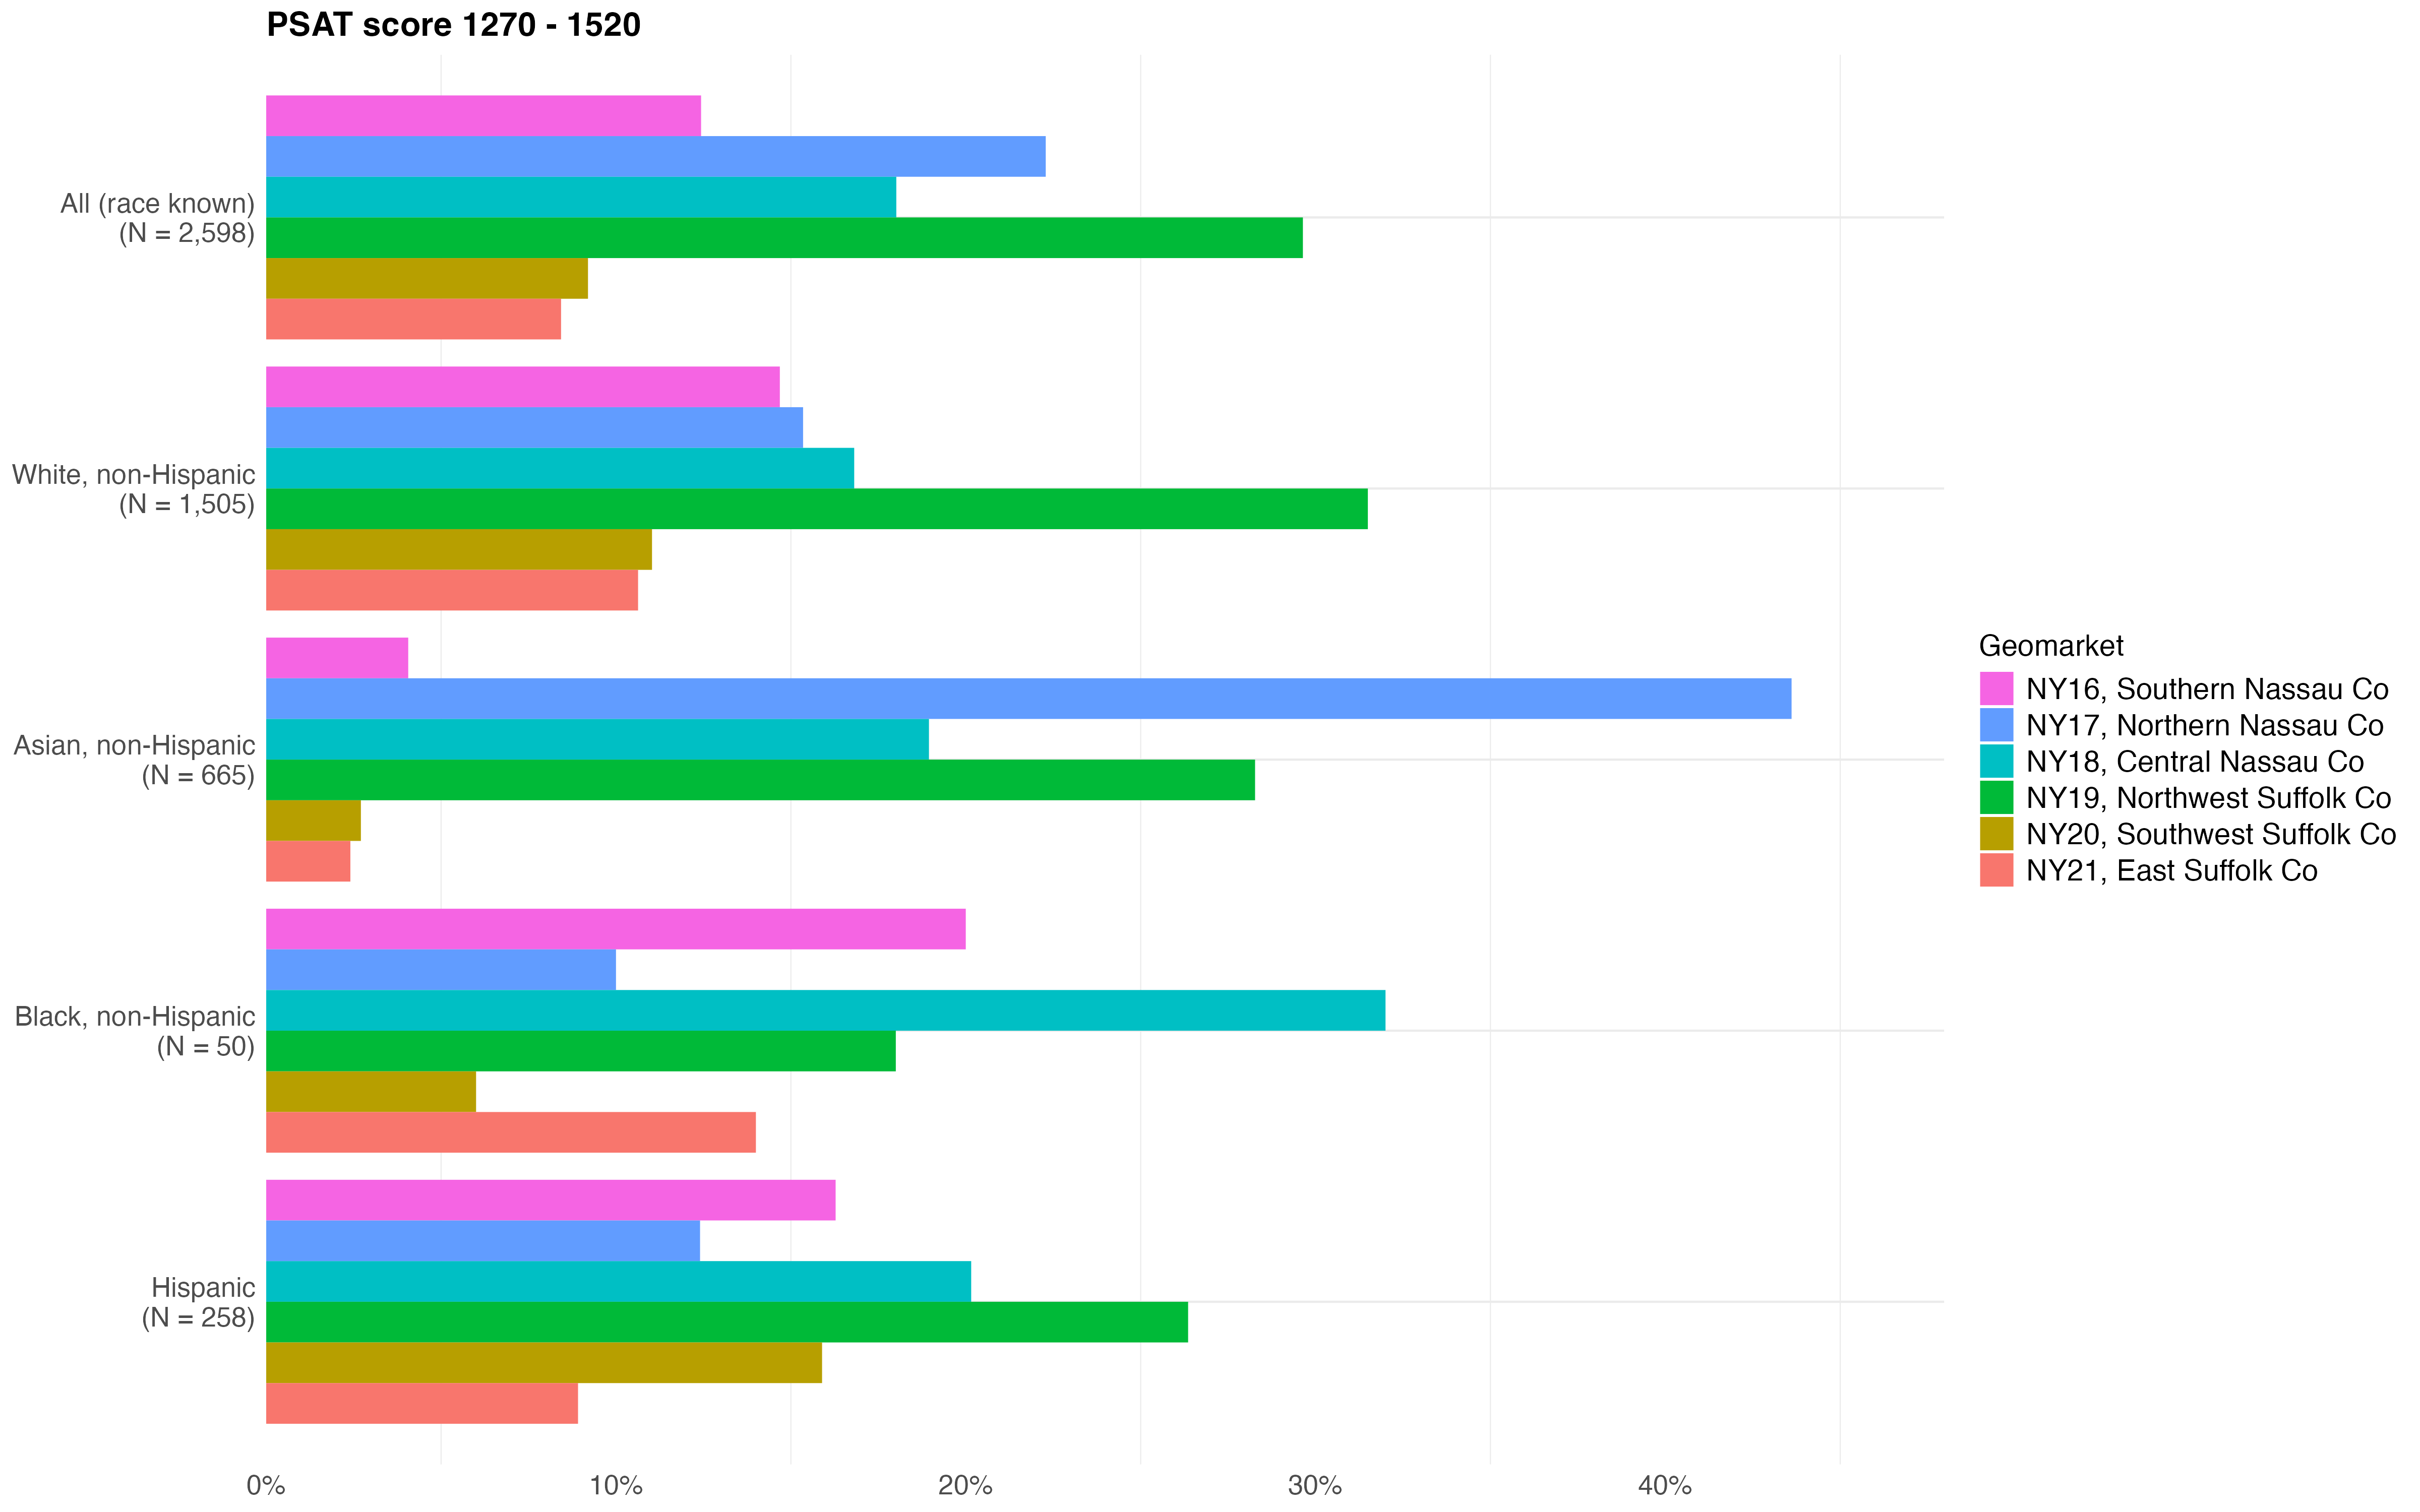 PSAT score 1270 - 1520
All (race known)
(N = 2,598)
White, non-Hispanic
(N = 1,505)
Asian, non-Hispanic
(N = 665)
Black, non-Hispanic
(N = 50)
Hispanic
(N = 258)
0%
10%
20%
30%
40%
Geomarket
NY16, Southern Nassau Co
NY17, Northern Nassau Co
NY18, Central Nassau Co
NY19, Northwest Suffolk Co
NY20, Southwest Suffolk Co
NY21, East Suffolk Co